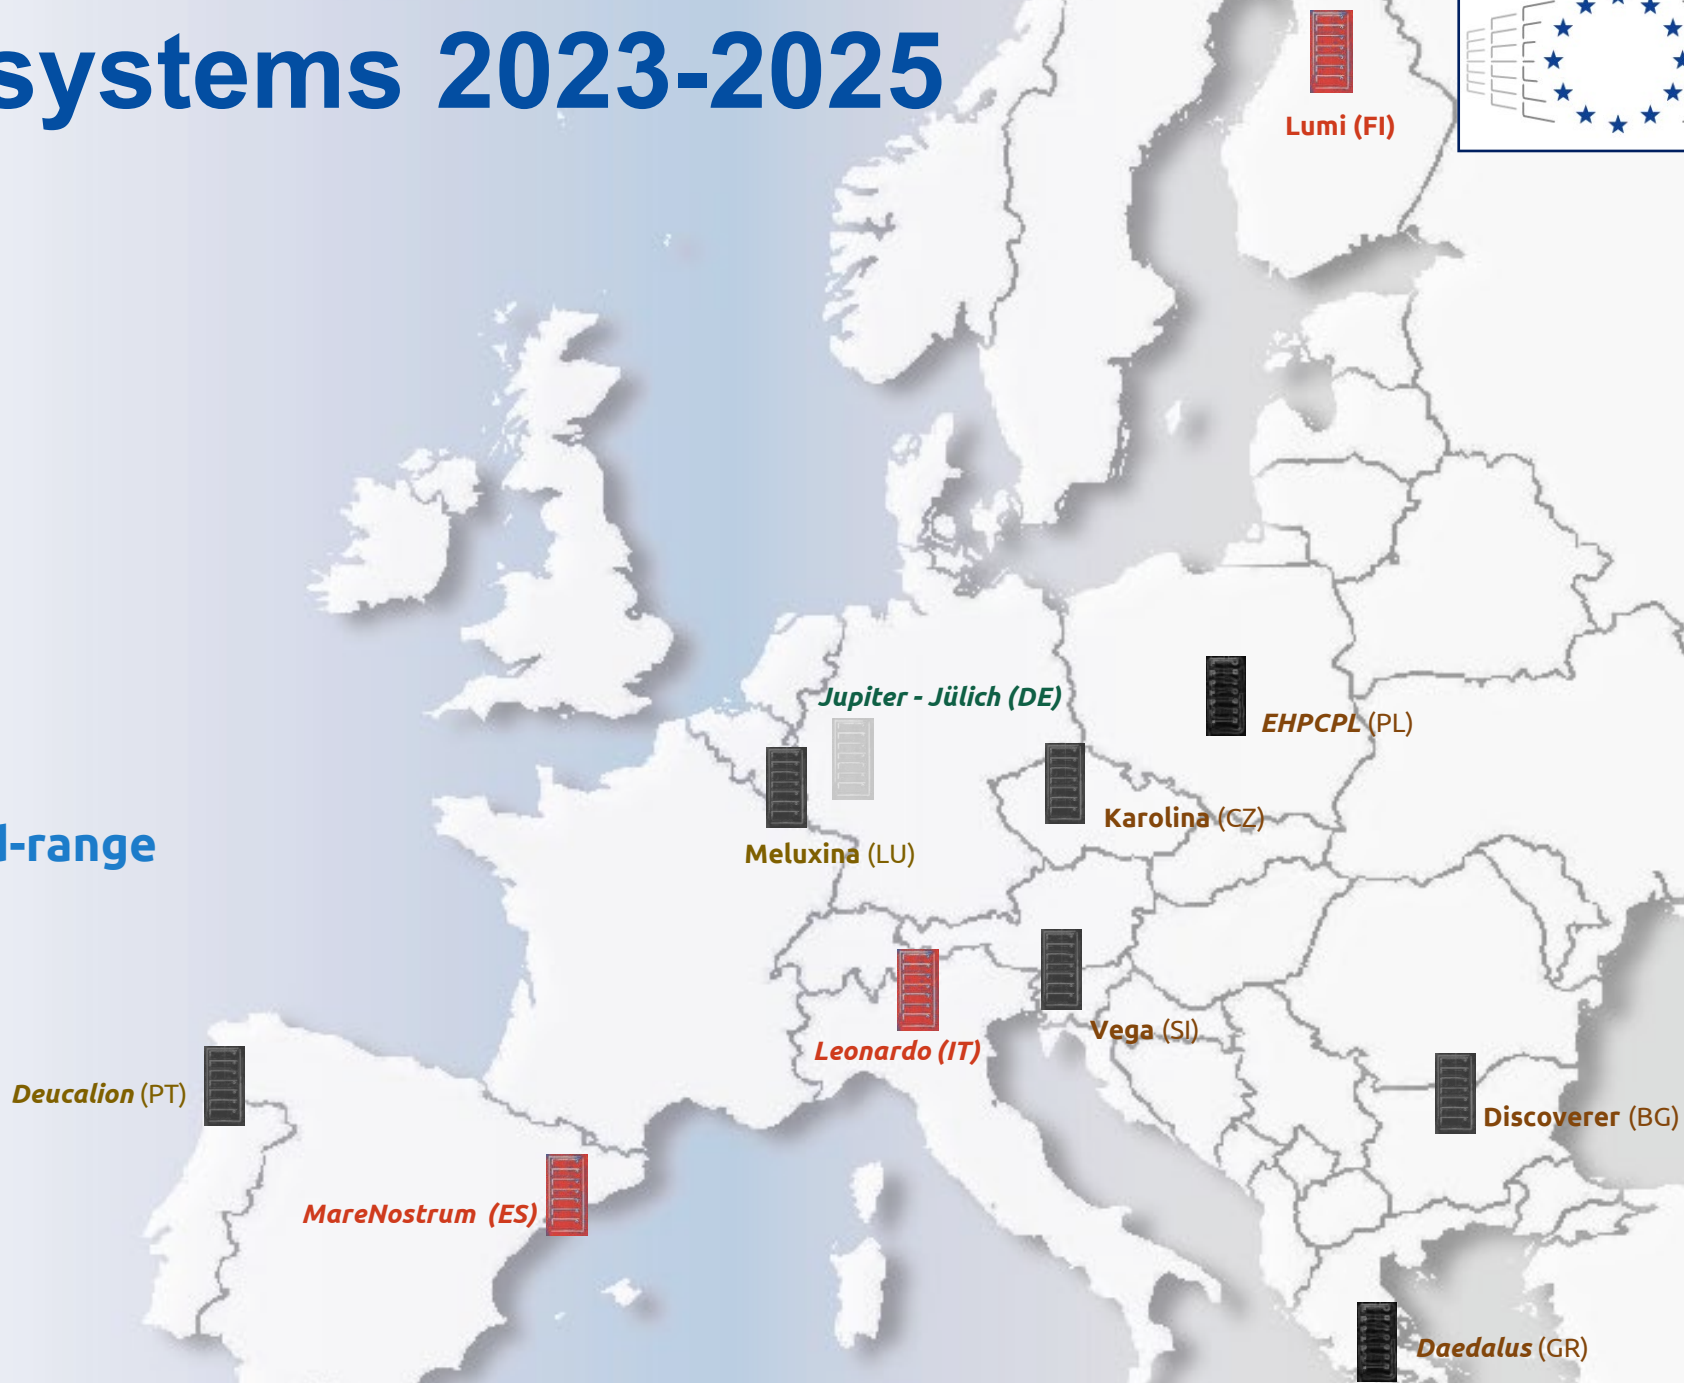 systems 2023-2025
Lumi (FI)
Jupiter - Jülich (DE)
EHPCPL (PL)
Karolina (CZ)
-range
Meluxina (LU)
Vega (SI)
Leonardo (IT)
Deucalion (PT)
Discoverer (BG)
MareNostrum (ES)
Daedalus (GR)